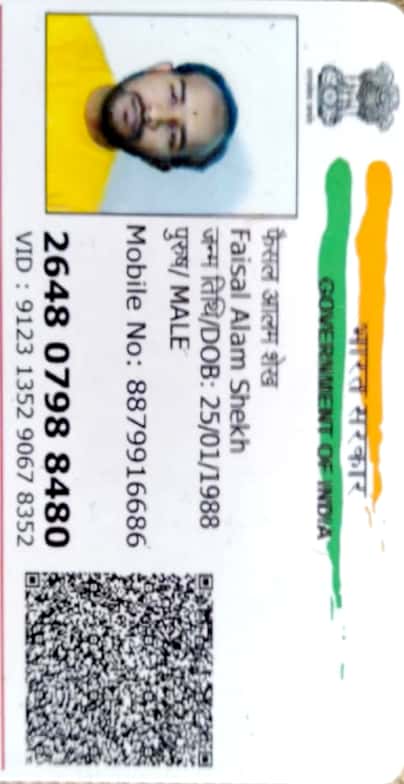 भारत सरकार
GOVERNMENT OF INDIA
फैसल आलम शेख
Faisal Alam Shekh
जन्म तिथि/DOB: 25/01/1988
पुरुष/ MALE
Mobile No: 8879916686
2648 0798 8480
VID : 9123 1352 9067 8352